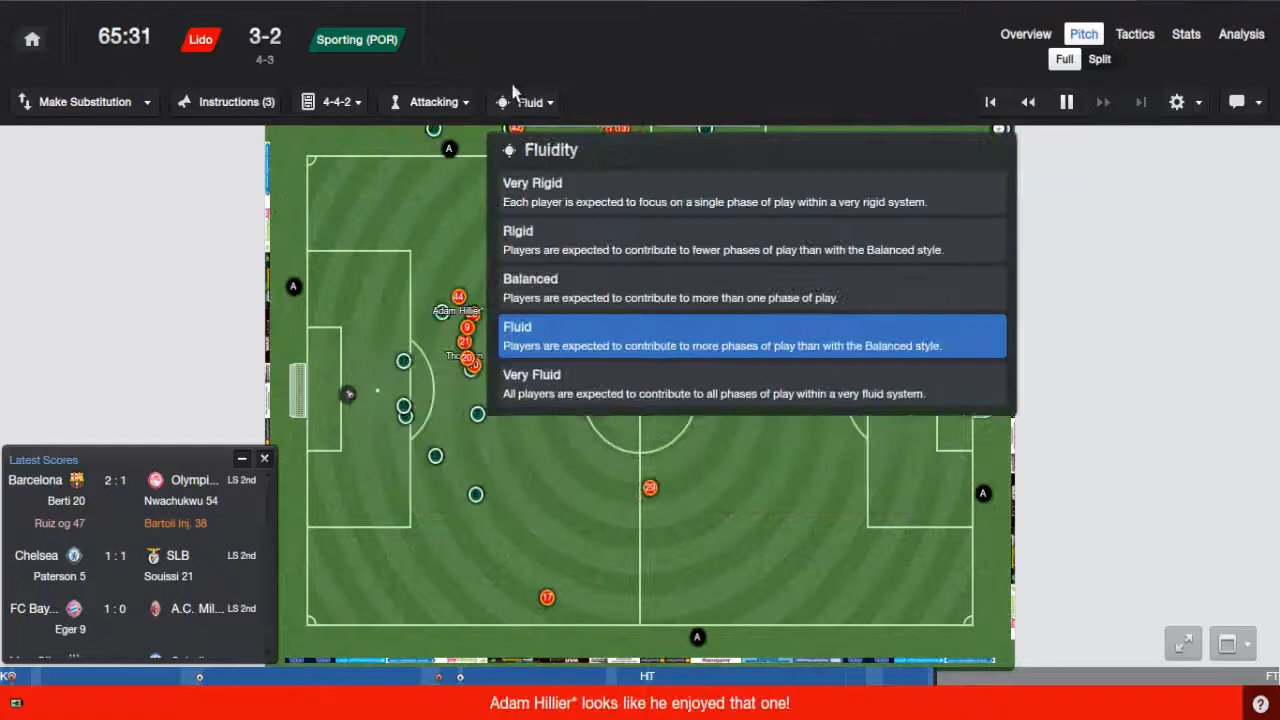 65:31
Lido
3-2
4-3
Sporting (POR)
Overview
Pitch
Tactics
Stats
Analysis
Full
Split
Make Substitution
Instructions (3)
4-4-2
Attacking
Fluid
Fluidity
Very Rigid
Each player is expected to focus on a single phase of play within a very rigid system.
Rigid
Players are expected to contribute to fewer phases of play than with the Balanced style.
Balanced
Players are expected to contribute to more than one phase of play.
Fluid
Players are expected to contribute to more phases of play than with the Balanced style.
Very Fluid
All players are expected to contribute to all phases of play within a very fluid system.
A
A
44
Adam Hillier*
9
21
20
29
17
A
A
Latest Scores
Barcelona 2:1 Olympi... LS 2nd
Berti 20 Nwachukwu 54
Ruiz og 47 Bartoli Inj. 38
Chelsea 1:1 SLB LS 2nd
Paterson 5 Souissi 21
FC Bay... 1:0 A.C. Mil... LS 2nd
Eger 9
HT
FT
Adam Hillier* looks like he enjoyed that one!
?